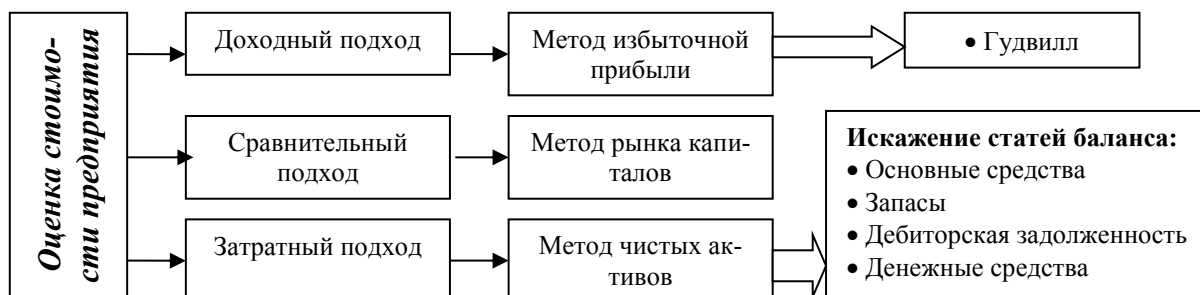 Оценка стоимо-
сти предприятия
Доходный подход
Метод избыточной
прибыли
• Гудвилл
Сравнительный
подход
Метод рынка капи-
талов
Затратный подход
Метод чистых ак-
тивов
Искажение статей баланса:
• Основные средства
• Запасы
• Дебиторская задолженность
• Денежные средства